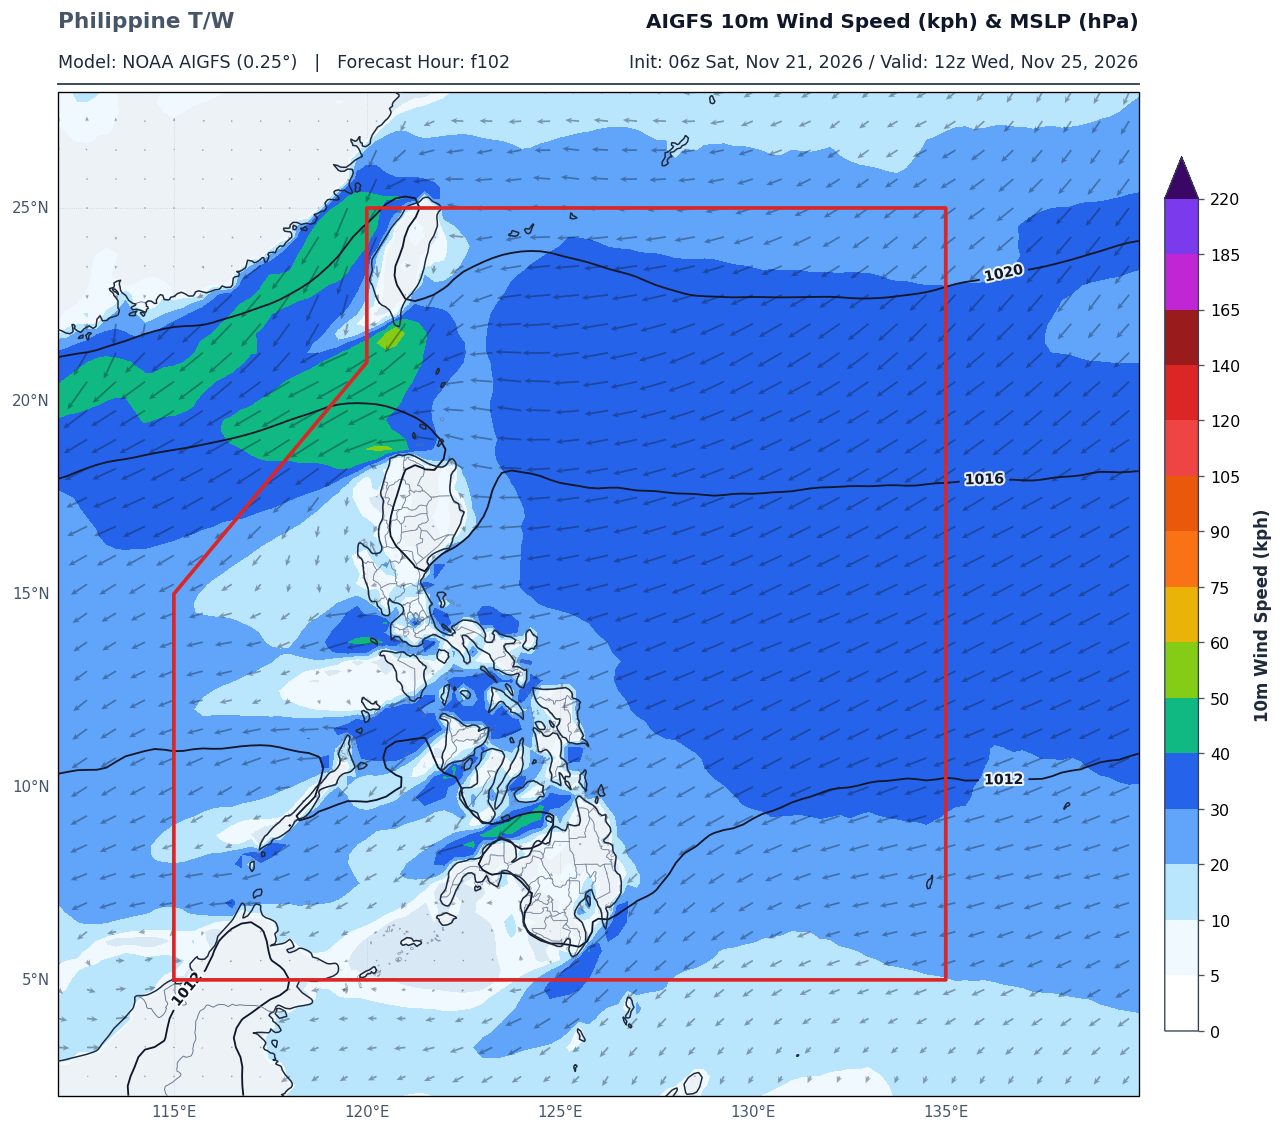 Philippine T/W
AIGFS 10m Wind Speed (kph) & MSLP (hPa)
Model: NOAA AIGFS (0.25°)   |   Forecast Hour: f102
Init: 06z Sat, Nov 21, 2026 / Valid: 12z Wed, Nov 25, 2026
25°N
20°N
15°N
10°N
5°N
115°E
120°E
125°E
130°E
135°E
1020
1016
1012
1012
220
185
165
140
120
105
90
75
60
50
40
30
20
10
5
0
10m Wind Speed (kph)